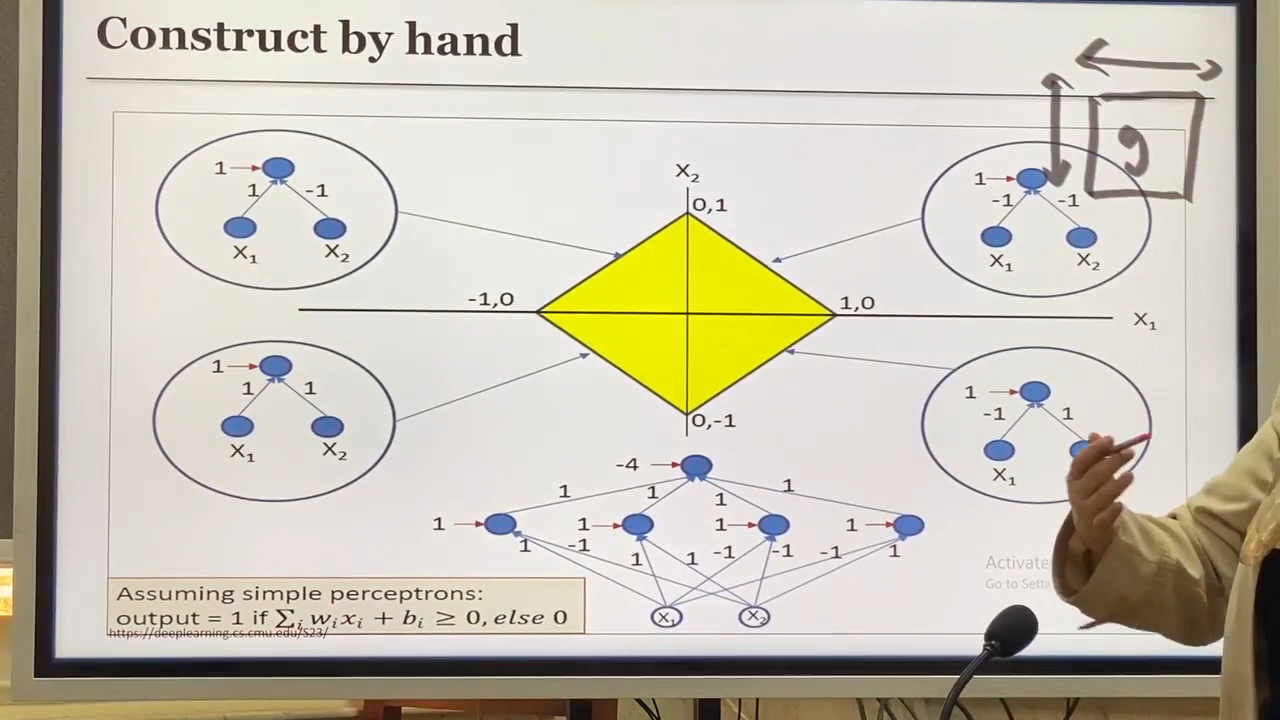 Construct by hand
9
1
1 -1
X₁ X₂
X₂
0,1
-1,0
1,0
X₁
0,-1
1
-1 -1
X₁ X₂
1
1 1
X₁ X₂
1
-1 1
X₁
-4
1 1 1 1
1 1 1 1
1 -1 1 1 -1 -1 -1 1
X₁ X₂
Assuming simple perceptrons:
output = 1 if ∑ᵢ wᵢxᵢ + bᵢ ≥ 0, else 0
https://deeplearning.cs.cmu.edu/S23/
Activate
Go to